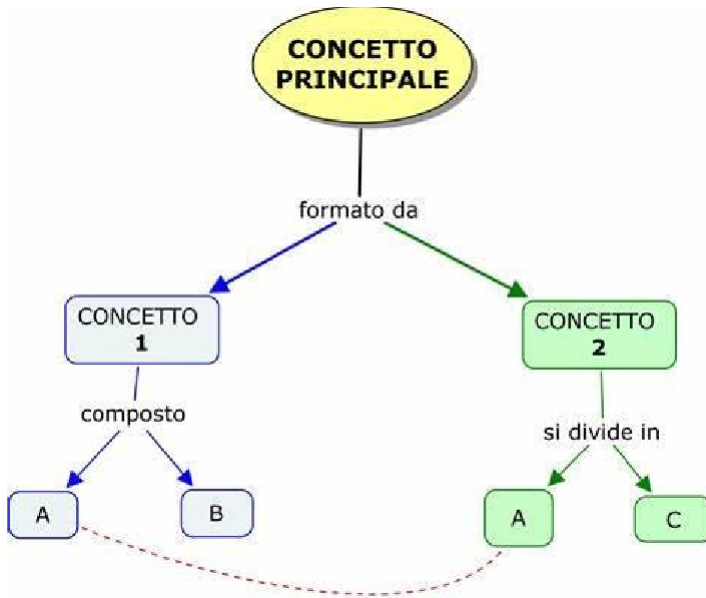 CONCETTO
PRINCIPALE
formato da
CONCETTO
1
CONCETTO
2
composto
si divide in
A
B
A
C